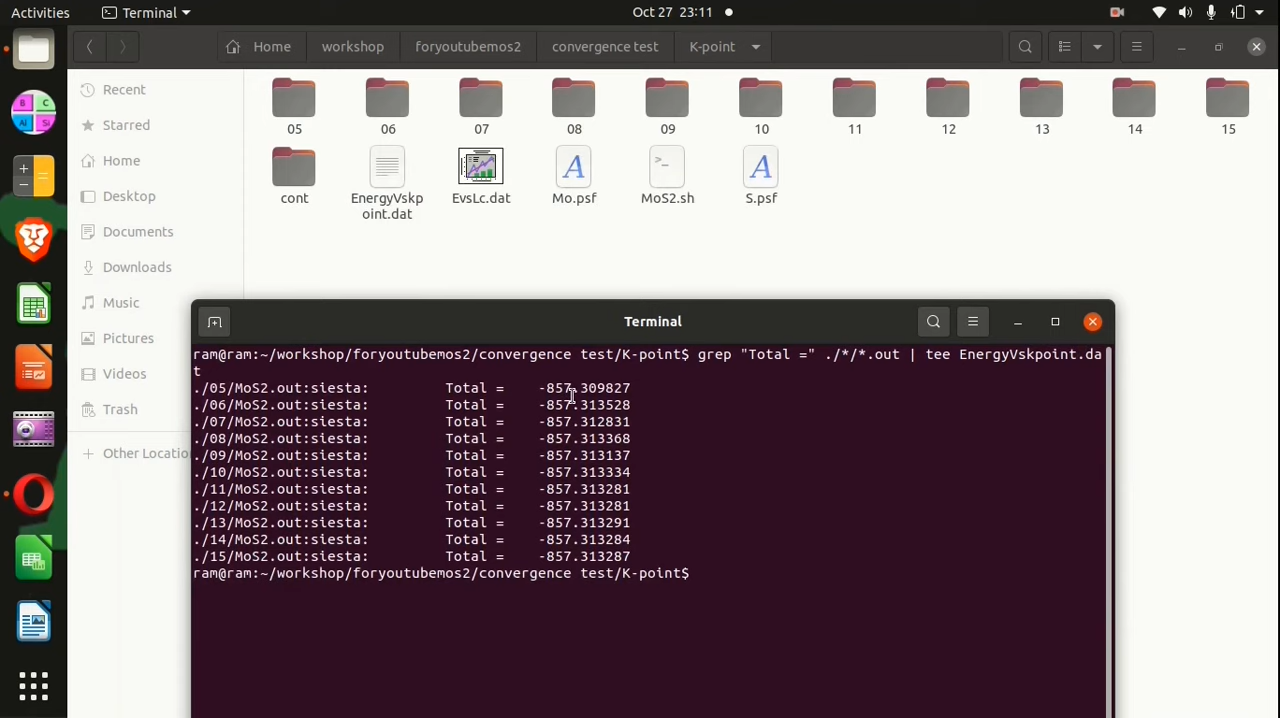 Activities
Terminal
Oct 27 23:11
Home
workshop
foryoutubemos2
convergence test
K-point
Recent
Starred
Home
Desktop
Documents
Downloads
Music
Pictures
Videos
Trash
Other Locatio
05
06
07
08
09
10
11
12
13
14
15
cont
EnergyVskp
oint.dat
EvsLc.dat
Mo.psf
MoS2.sh
S.psf
B C
Al Si
Terminal
ram@ram:~/workshop/foryoutubemos2/convergence test/K-point$ grep "Total =" ./*/*.out | tee EnergyVskpoint.da
t
./05/MoS2.out:siesta: Total = -857.309827
./06/MoS2.out:siesta: Total = -857.313528
./07/MoS2.out:siesta: Total = -857.312831
./08/MoS2.out:siesta: Total = -857.313368
./09/MoS2.out:siesta: Total = -857.313137
./10/MoS2.out:siesta: Total = -857.313334
./11/MoS2.out:siesta: Total = -857.313281
./12/MoS2.out:siesta: Total = -857.313281
./13/MoS2.out:siesta: Total = -857.313291
./14/MoS2.out:siesta: Total = -857.313284
./15/MoS2.out:siesta: Total = -857.313287
ram@ram:~/workshop/foryoutubemos2/convergence test/K-point$